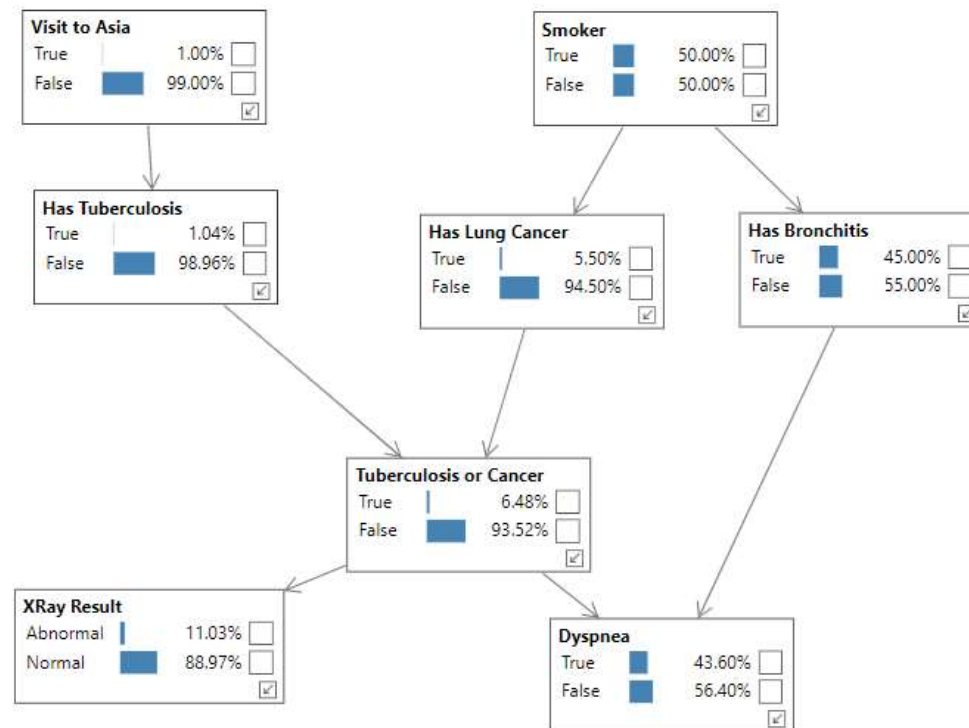 Visit to Asia
True 1.00%
False 99.00%
Smoker
True 50.00%
False 50.00%
Has Tuberculosis
True 1.04%
False 98.96%
Has Lung Cancer
True 5.50%
False 94.50%
Has Bronchitis
True 45.00%
False 55.00%
Tuberculosis or Cancer
True 6.48%
False 93.52%
XRay Result
Abnormal 11.03%
Normal 88.97%
Dyspnea
True 43.60%
False 56.40%